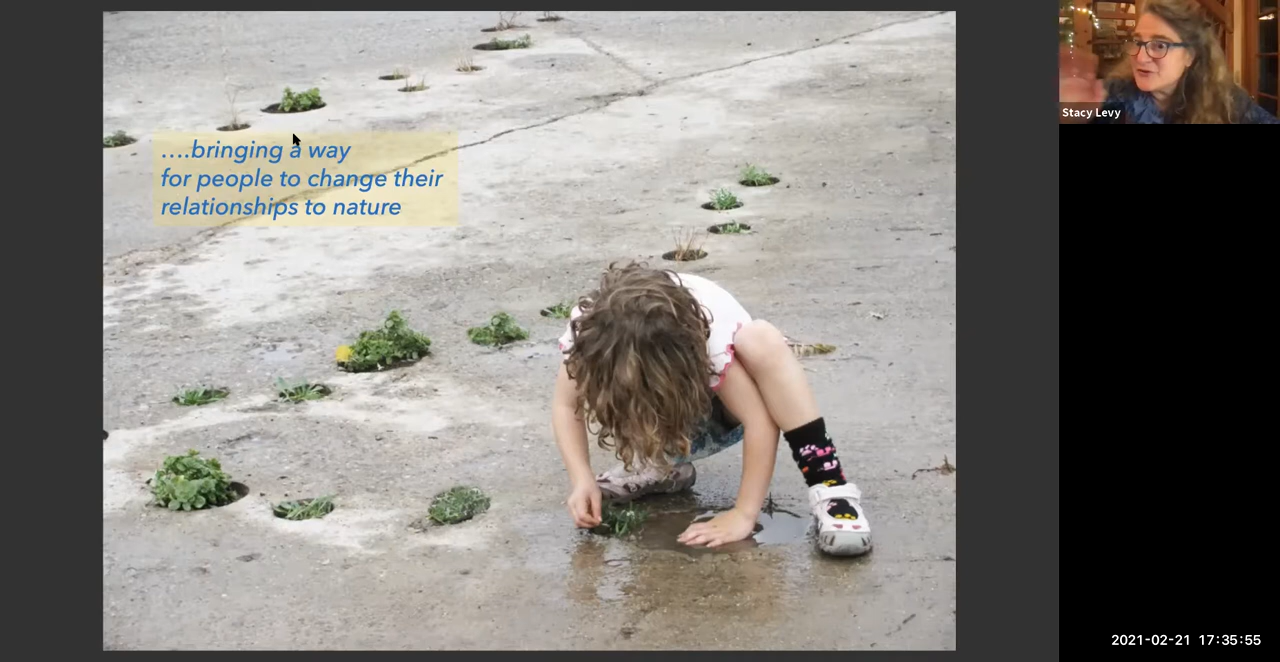 ….bringing a way
for people to change their
relationships to nature
Stacy Levy
2021-02-21 17:35:55